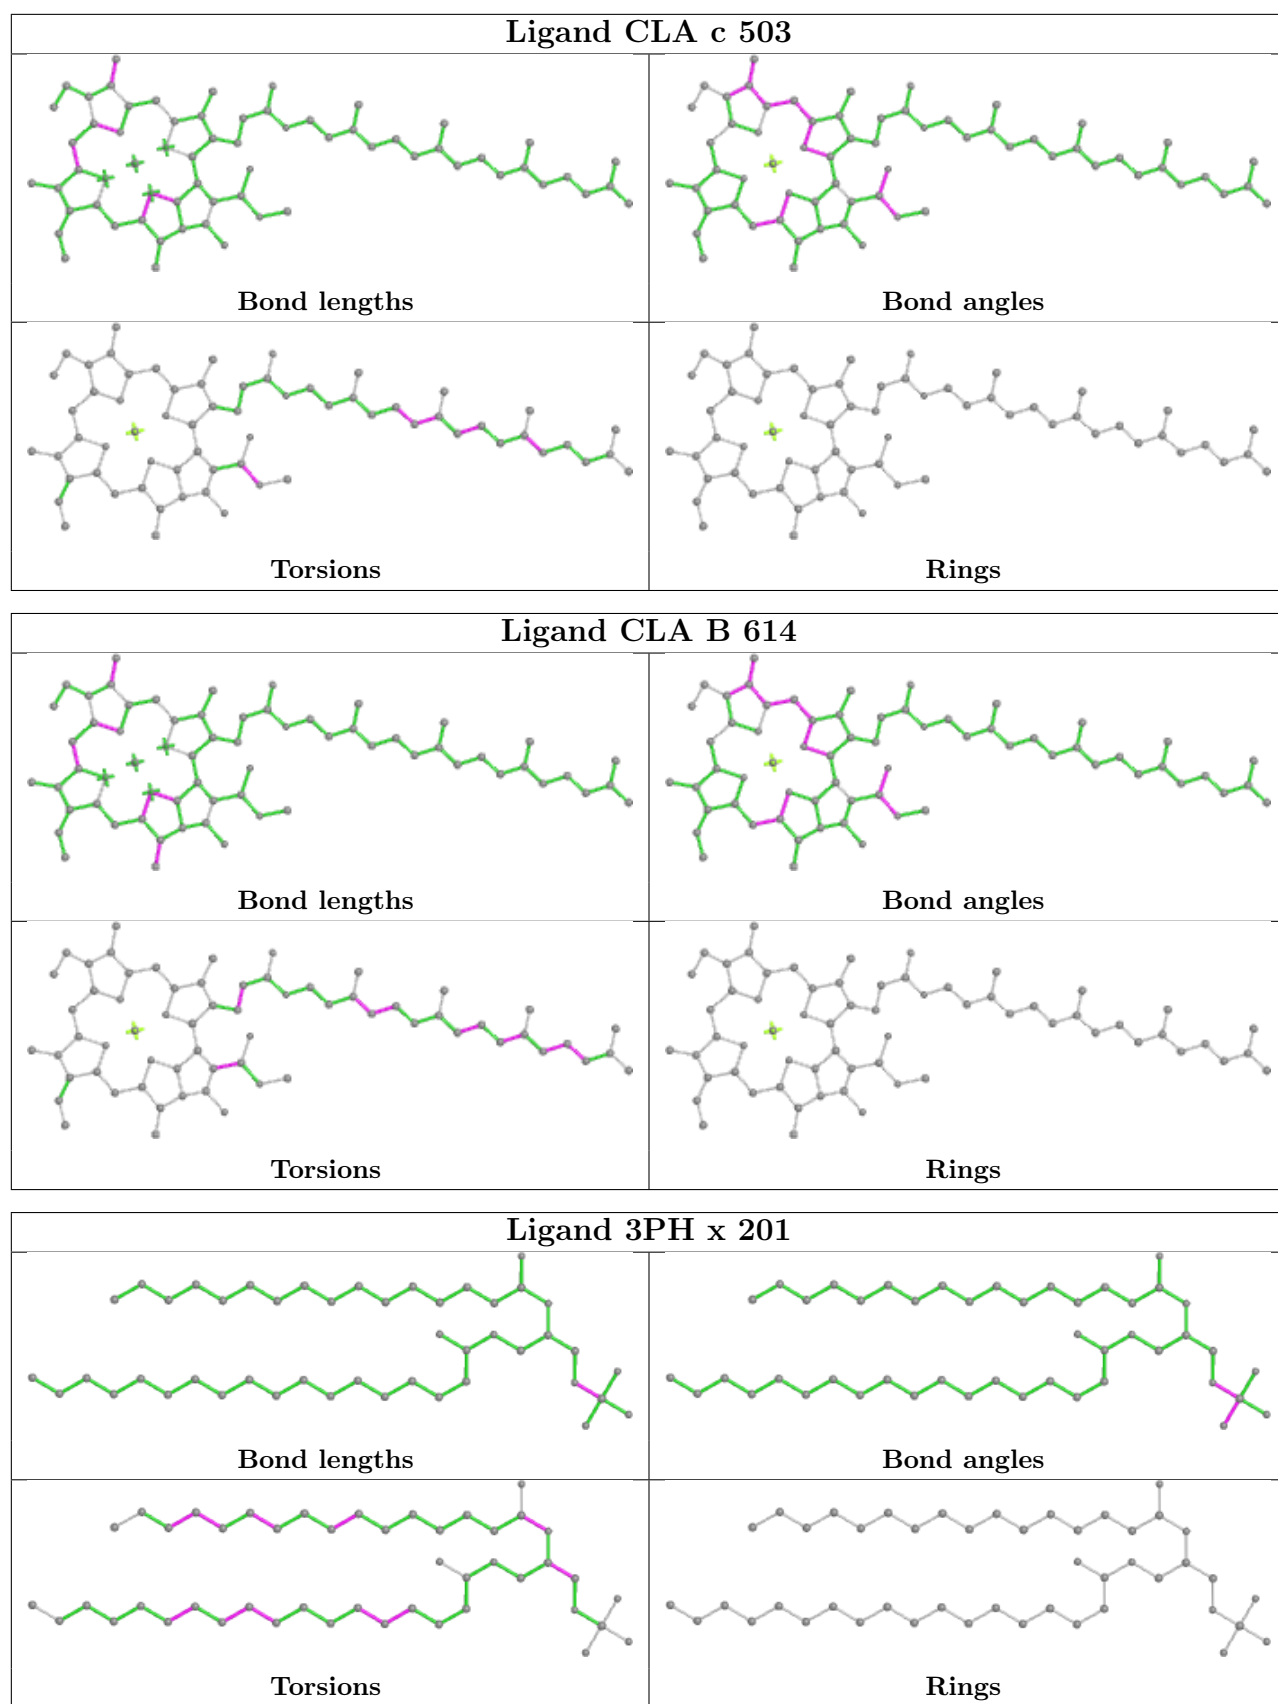 Ligand CLA c 503
Bond lengths
Bond angles
Torsions
Rings
Ligand CLA B 614
Bond lengths
Bond angles
Torsions
Rings
Ligand 3PH x 201
Bond lengths
Bond angles
Torsions
Rings